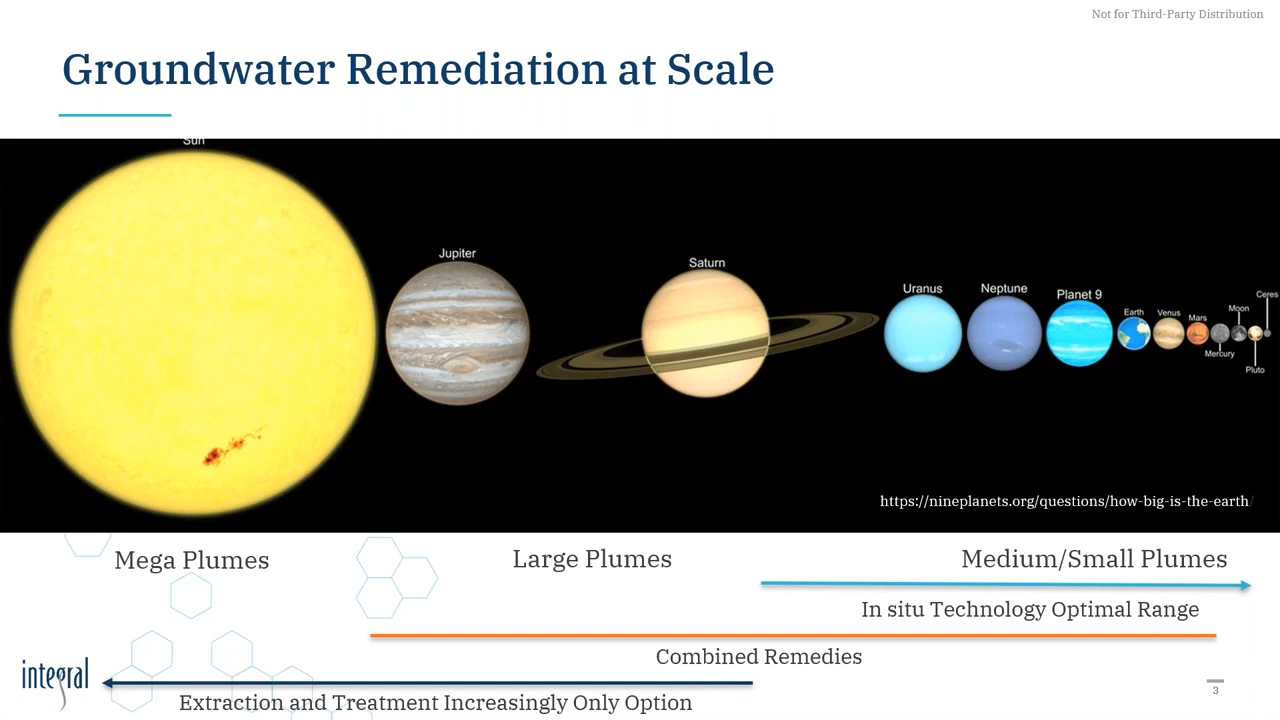 Not for Third-Party Distribution
Groundwater Remediation at Scale
Sun
Jupiter
Saturn
Uranus
Neptune
Planet 9
Earth
Venus
Mars
Mercury
Moon
Pluto
Ceres
https://nineplanets.org/questions/how-big-is-the-earth/
Mega Plumes
Large Plumes
Medium/Small Plumes
In situ Technology Optimal Range
Combined Remedies
Extraction and Treatment Increasingly Only Option
integral
3